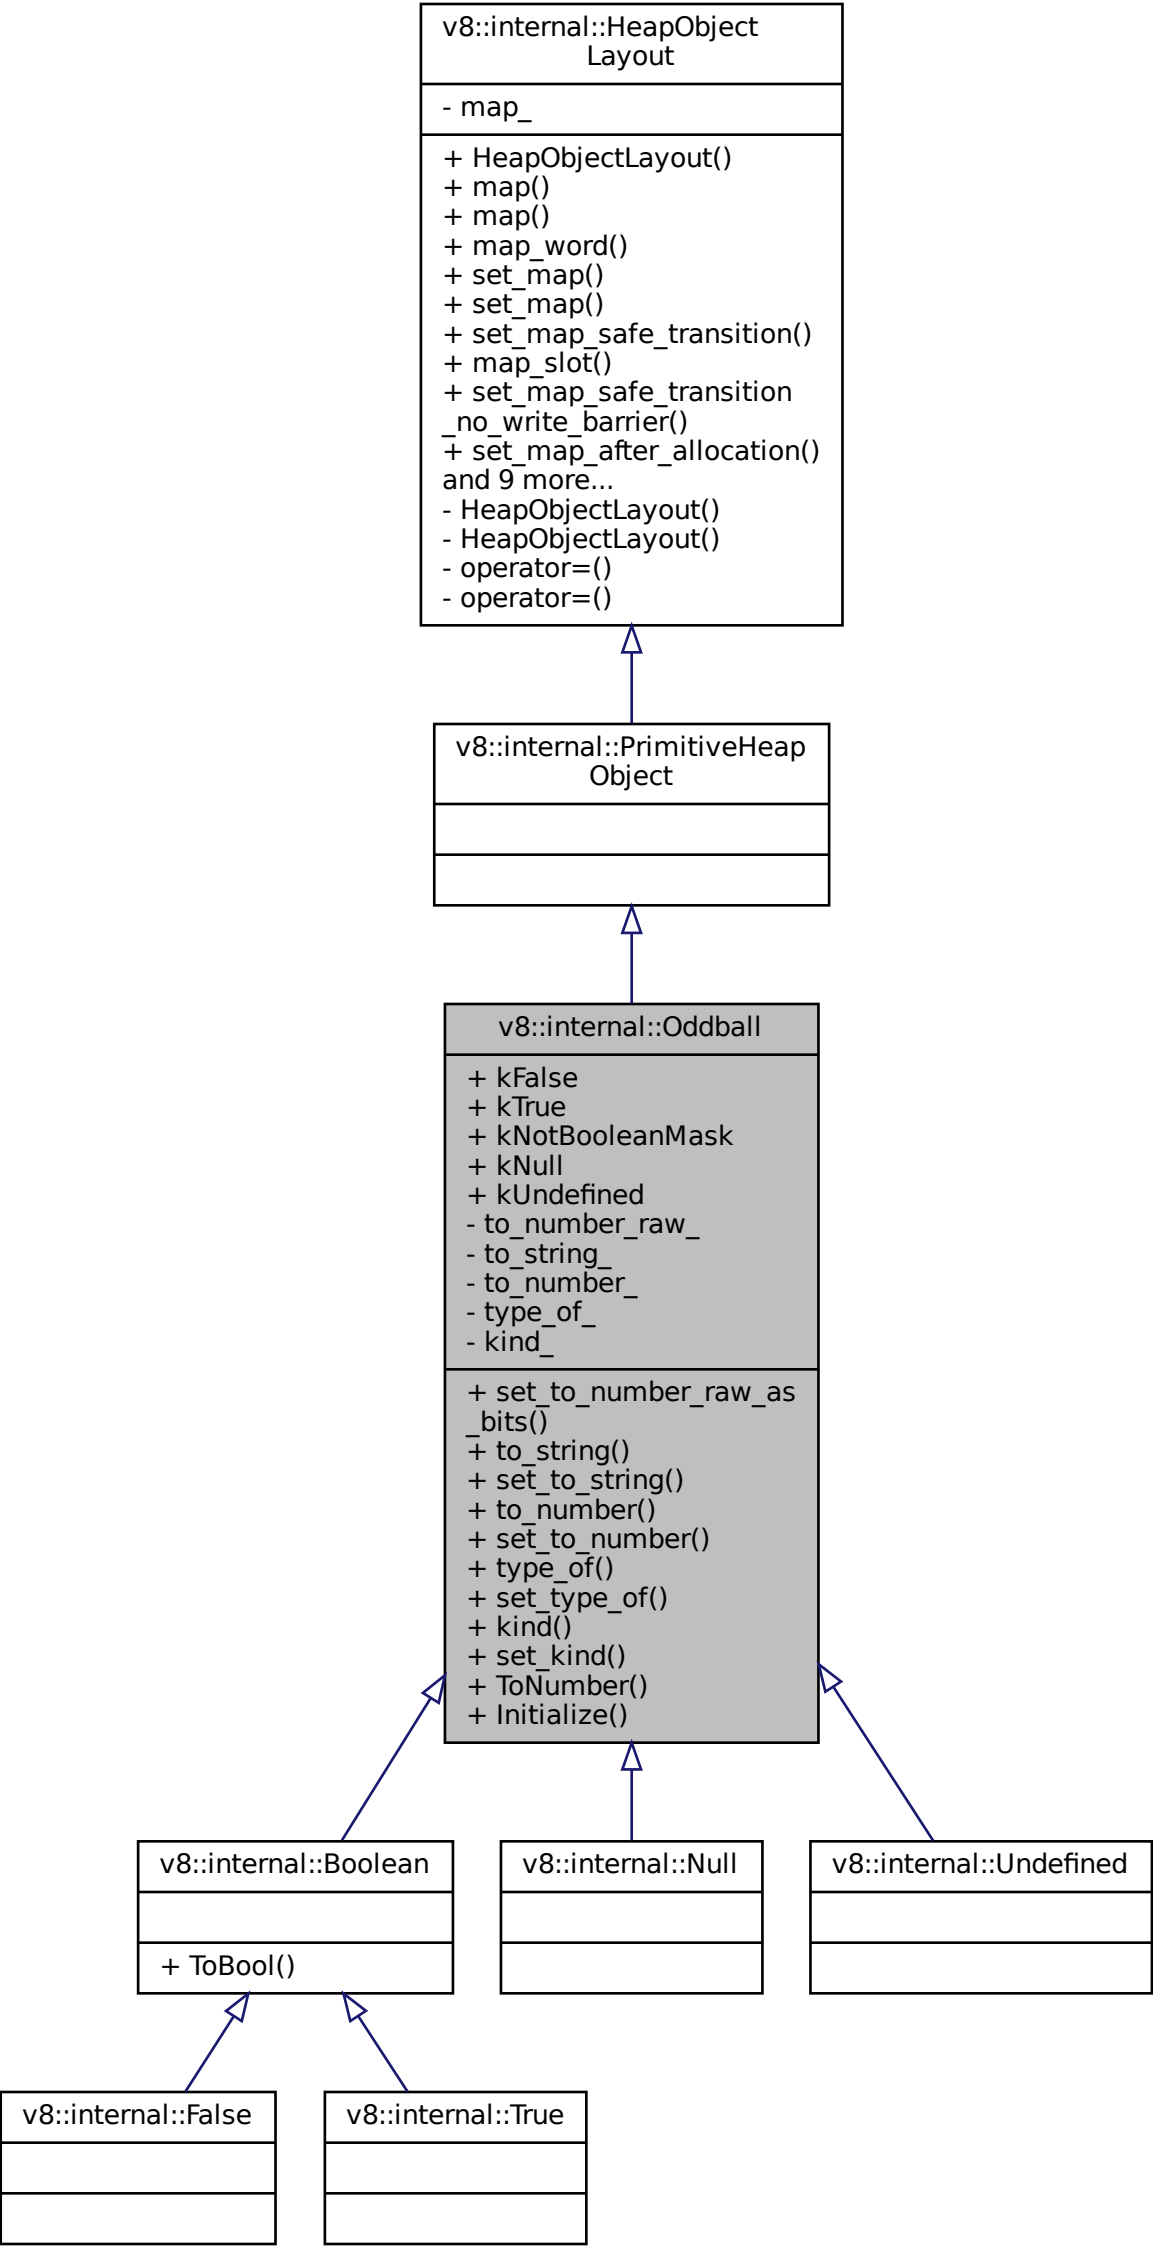 v8::internal::HeapObject
Layout
- map_
+ HeapObjectLayout()
+ map()
+ map()
+ map_word()
+ set_map()
+ set_map()
+ set_map_safe_transition()
+ map_slot()
+ set_map_safe_transition
_no_write_barrier()
+ set_map_after_allocation()
and 9 more...
- HeapObjectLayout()
- HeapObjectLayout()
- operator=()
- operator=()
v8::internal::PrimitiveHeap
Object
v8::internal::Oddball
+ kFalse
+ kTrue
+ kNotBooleanMask
+ kNull
+ kUndefined
- to_number_raw_
- to_string_
- to_number_
- type_of_
- kind_
+ set_to_number_raw_as
_bits()
+ to_string()
+ set_to_string()
+ to_number()
+ set_to_number()
+ type_of()
+ set_type_of()
+ kind()
+ set_kind()
+ ToNumber()
+ Initialize()
v8::internal::Boolean
+ ToBool()
v8::internal::Null
v8::internal::Undefined
v8::internal::False
v8::internal::True